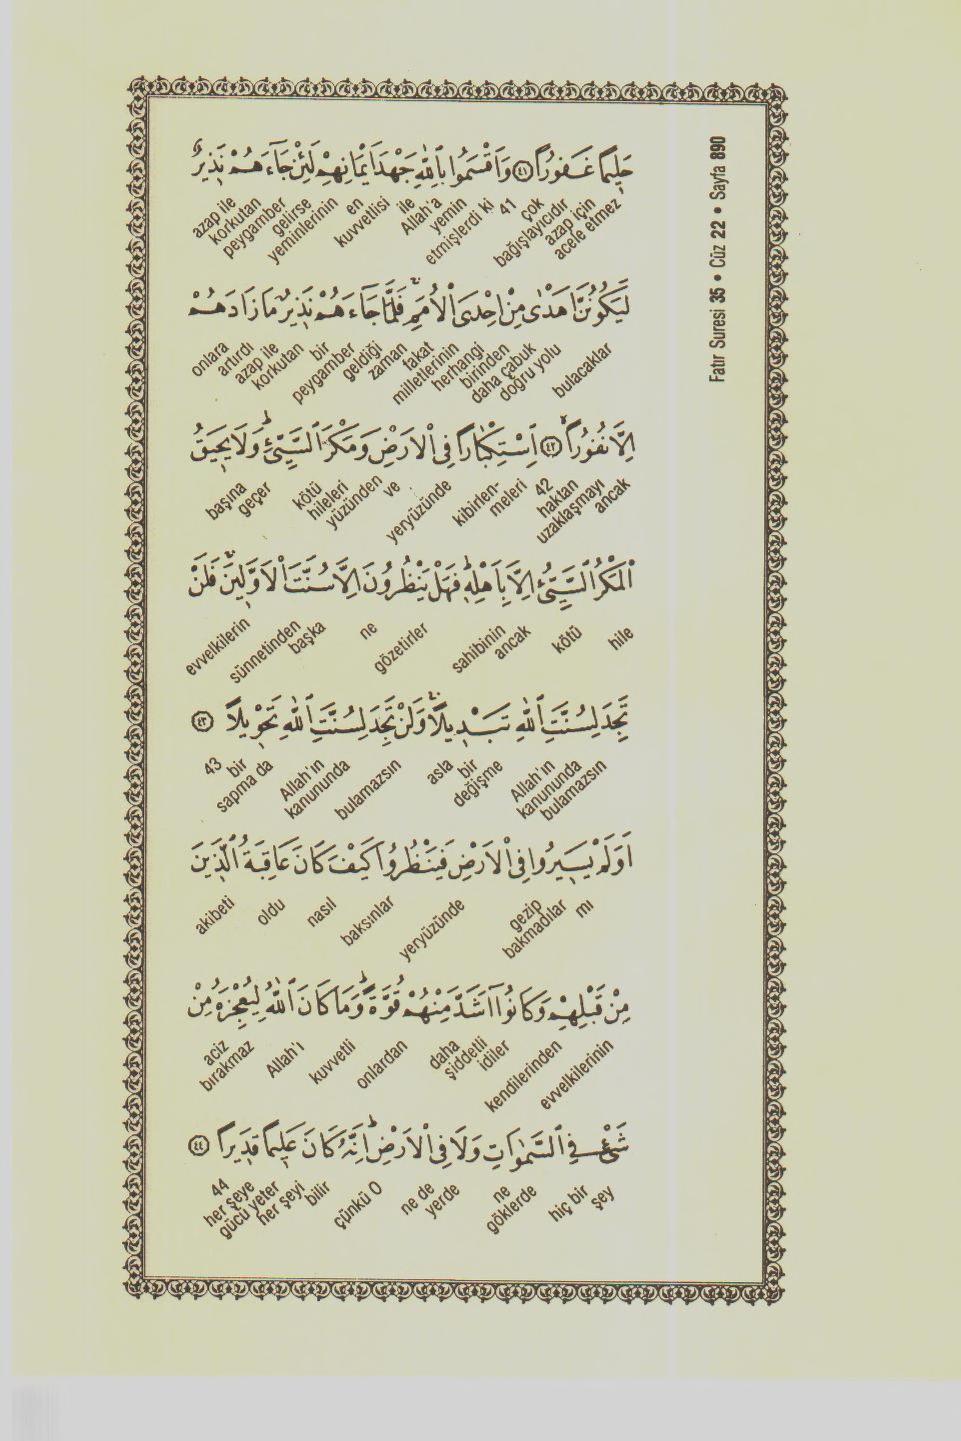 Fatır Suresi 35 • Cüz 22 • Sayfa 890
حَلِيمًا غَفُورًا ﴿٤١﴾ وَاَقْسَمُوا بِاللّٰهِ جَهْدَ اَيْمَانِهِمْ لَئِنْ جَٓاءَهُمْ نَذِيرٌ
acele etmez azap için bağışlayıcıdır çok 41 etmişlerdi ki yemin Allah'a ile kuvvetlisi en yeminlerinin gelirse peygamber korkutan azap ile
لَيَكُونُنَّ اَهْدٰى مِنْ اِحْدَى الْاُمَمِ فَلَمَّا جَٓاءَهُمْ نَذِيرٌ مَا زَادَهُمْ
bulacaklar doğru yolu daha çabuk birinden herhangi milletlerinin fakat zaman geldiği peygamber bir korkutan azap ile artırdı onlara
اِلَّا نُفُورًا ﴿٤٢﴾ اِسْتِكْبَارًا فِى الْاَرْضِ وَمَكْرَ السَّيِّئِ وَلَا يَحِيقُ
ancak uzaklaşmayı haktan 42 kibirlen-meleri yeryüzünde ve yüzünden hileleri kötü geçer başına
الْمَكْرُ السَّيِّئُ اِلَّا بِاَهْلِهِ فَهَلْ يَنْظُرُونَ اِلَّا سُنَّتَ الْاَوَّلِينَ فَلَنْ
hile kötü ancak sahibinin gözetirler ne başka sünnetinden evvelkilerin
تَجِدَ لِسُنَّتِ اللّٰهِ تَبْدِيلًا وَلَنْ تَجِدَ لِسُنَّتِ اللّٰهِ تَحْوِيلًا ﴿٤٣﴾
bulamazsın kanununda Allah'ın değişme bir asla bulamazsın kanununda Allah'ın sapma da bir 43
اَوَلَمْ يَسِيرُوا فِى الْاَرْضِ فَيَنْظُرُوا كَيْفَ كَانَ عَاقِبَةُ الَّذِينَ
mı bakmadılar gezip yeryüzünde baksınlar nasıl oldu akibeti
مِنْ قَبْلِهِمْ وَكَانُٓوا اَشَدَّ مِنْهُمْ قُوَّةً وَمَا كَانَ اللّٰهُ لِيُعْجِزَهُ مِنْ
evvelkilerinin kendilerinden idiler şiddetli daha onlardan kuvvetli Allah'ı bırakmaz aciz
شَيْءٍ فِى السَّمٰوَاتِ وَلَا فِى الْاَرْضِ اِنَّهُ كَانَ عَلِيمًا قَدِيرًا ﴿٤٤﴾
şey hiç bir göklerde ne yerde ne de çünkü O bilir her şeyi gücü yeter her şeye 44